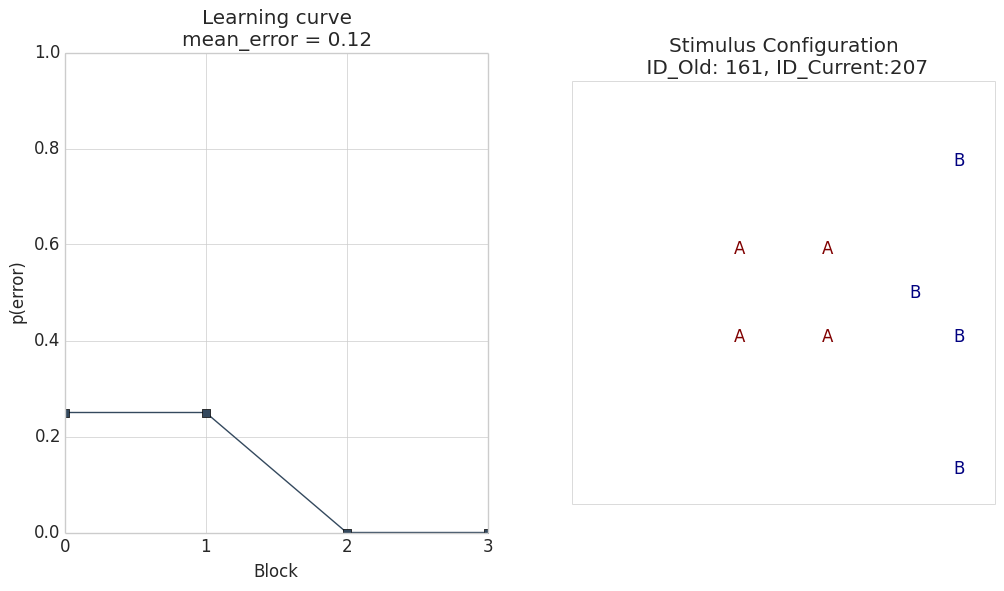 Learning curve
mean_error = 0.12
1.0
0.8
0.6
0.4
0.2
0.0
p(error)
0 1 2 3
Block
Stimulus Configuration
ID_Old: 161, ID_Current:207
B
A A
B
A A B
B